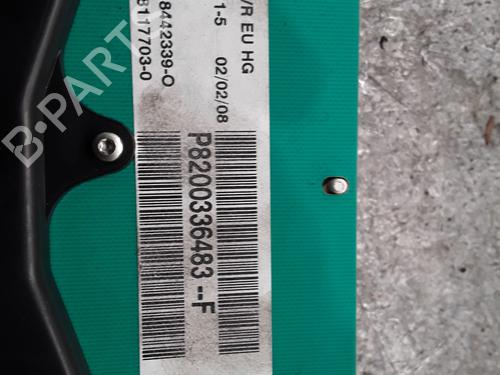 /R EU HG
1-5 02/02/08
8442339-O
8117703-0
P8200336483--F
B-PARTS